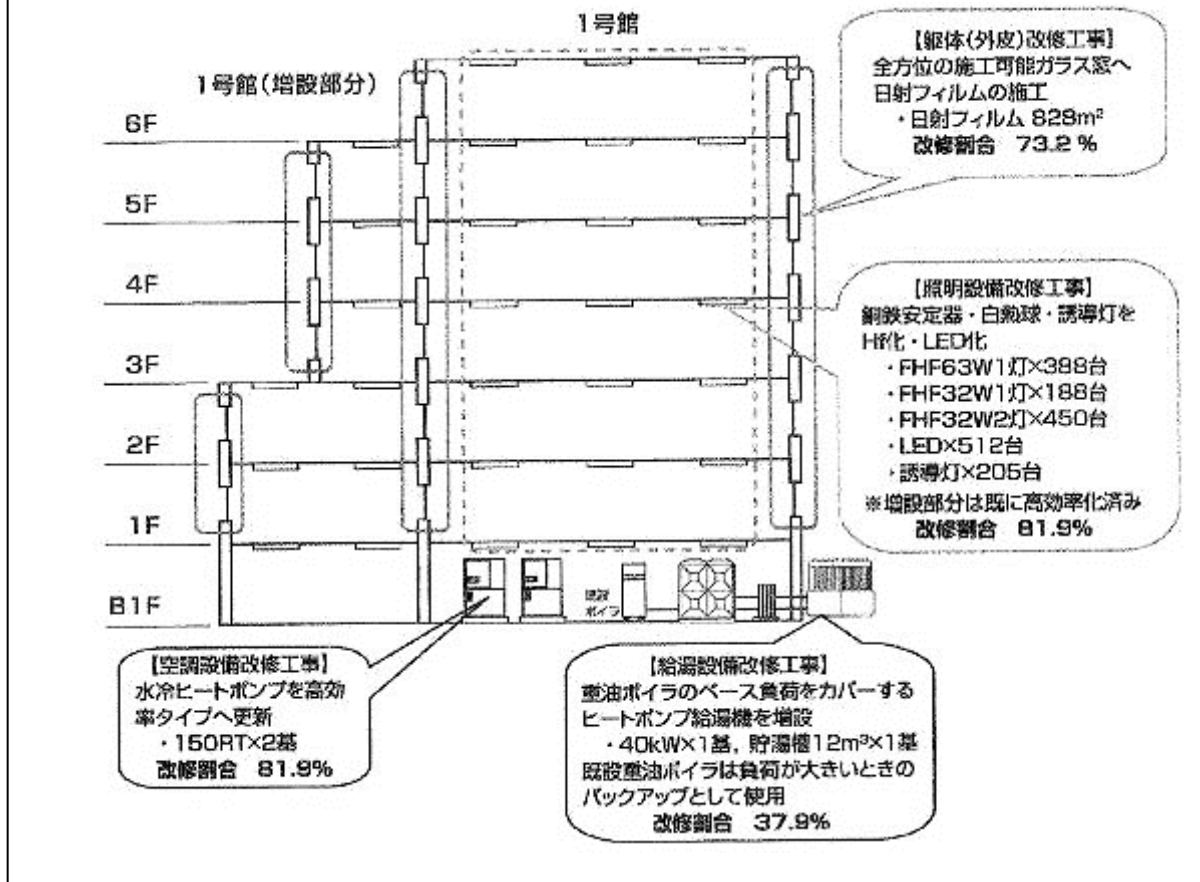 1号館
1号館(増設部分)
6F
5F
4F
3F
2F
1F
B1F
既設
ボイラ
【躯体(外皮)改修工事】
全方位の施工可能ガラス窓へ
日射フィルムの施工
・日射フィルム 828m²
改修割合 73.2 %
【照明設備改修工事】
銅鉄安定器・白熱球・誘導灯を
Hf化・LED化
・FHF63W1灯×398台
・FHF32W1灯×188台
・FHF32W2灯×450台
・LED×512台
・誘導灯×205台
※増設部分は既に高効率化済み
改修割合 81.9%
【空調設備改修工事】
水冷ヒートポンプを高効
率タイプへ更新
・150RT×2基
改修割合 81.9%
【給湯設備改修工事】
重油ボイラのベース負荷をカバーする
ヒートポンプ給湯機を増設
・40kW×1基，貯湯槽12m³×1基
既設重油ボイラは負荷が大きいときの
バックアップとして使用
改修割合 37.9%